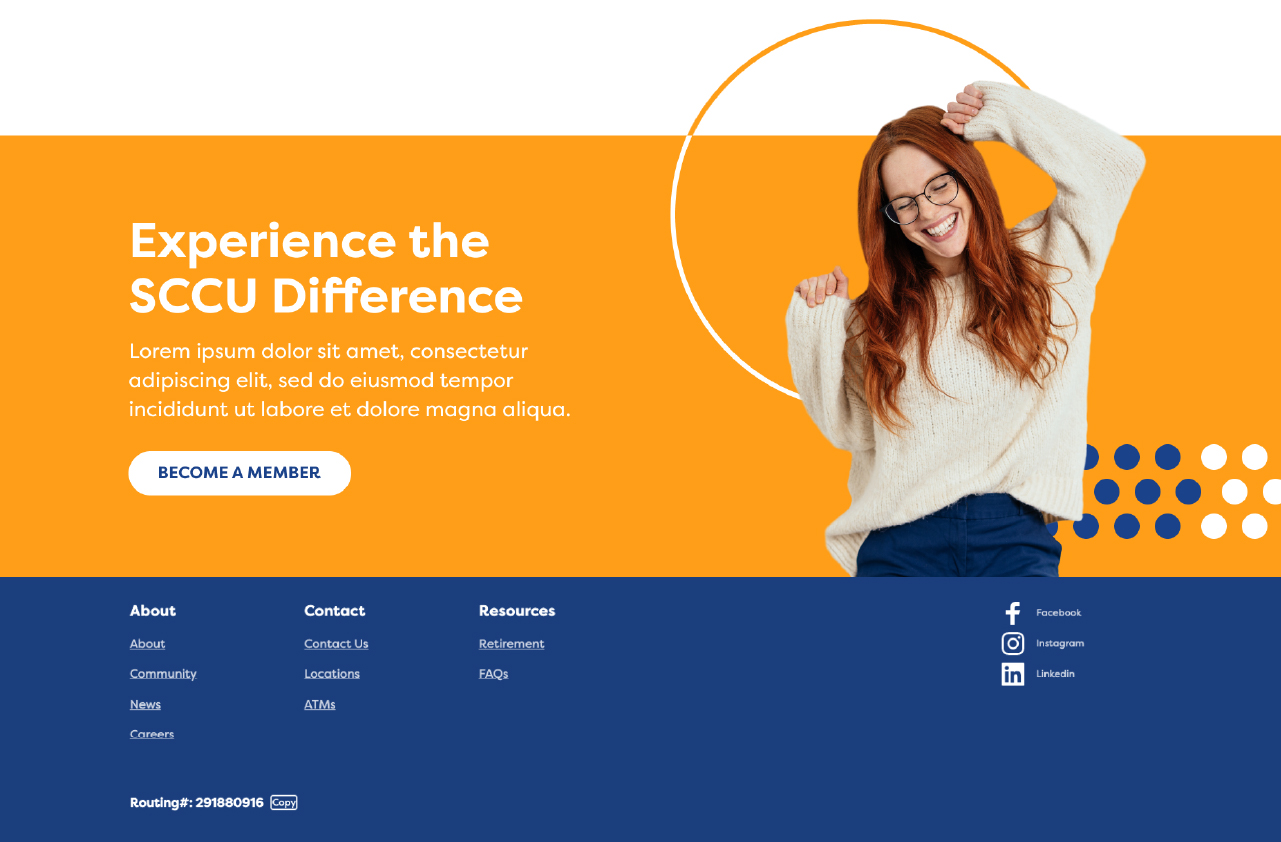 Experience the
SCCU Difference
Lorem ipsum dolor sit amet, consectetur
adipiscing elit, sed do eiusmod tempor
incididunt ut labore et dolore magna aliqua.
BECOME A MEMBER
About
About
Community
News
Careers
Contact
Contact Us
Locations
ATMs
Resources
Retirement
FAQs
Facebook
Instagram
Linkedin
Routing#: 291880916 Copy